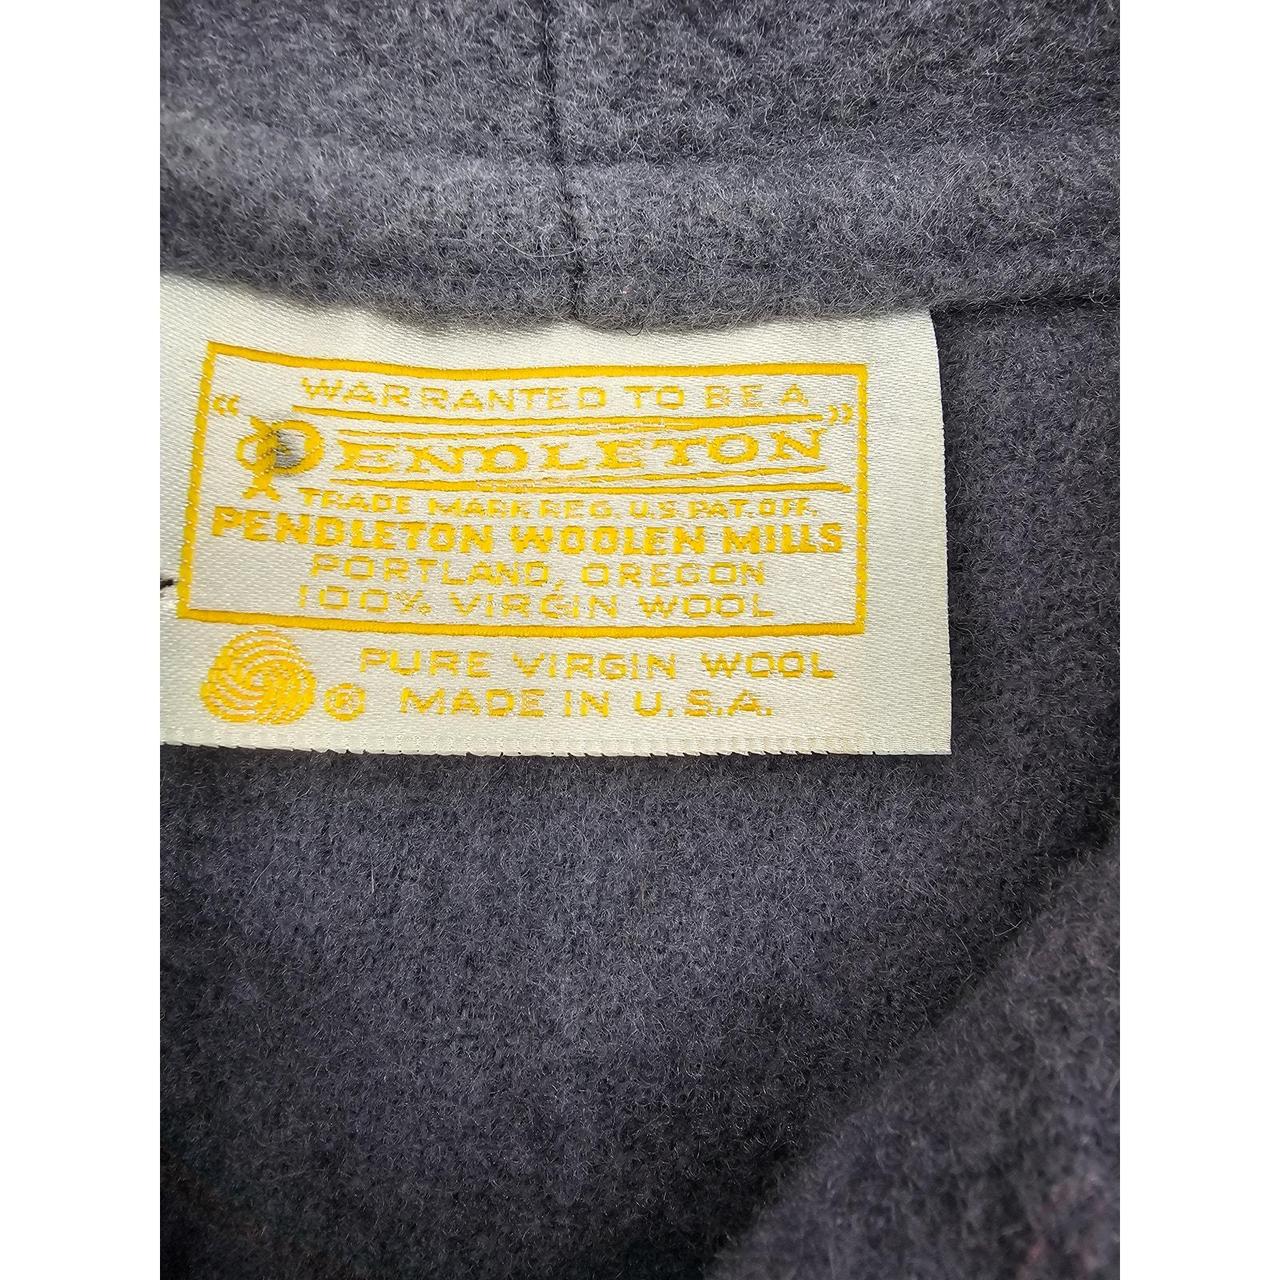 WARRANTED TO BE A
"PENDLETON"
TRADE MARK REG. U.S. PAT. OFF.
PENDLETON WOOLEN MILLS
PORTLAND, OREGON
100% VIRGIN WOOL
PURE VIRGIN WOOL
® MADE IN U.S.A.